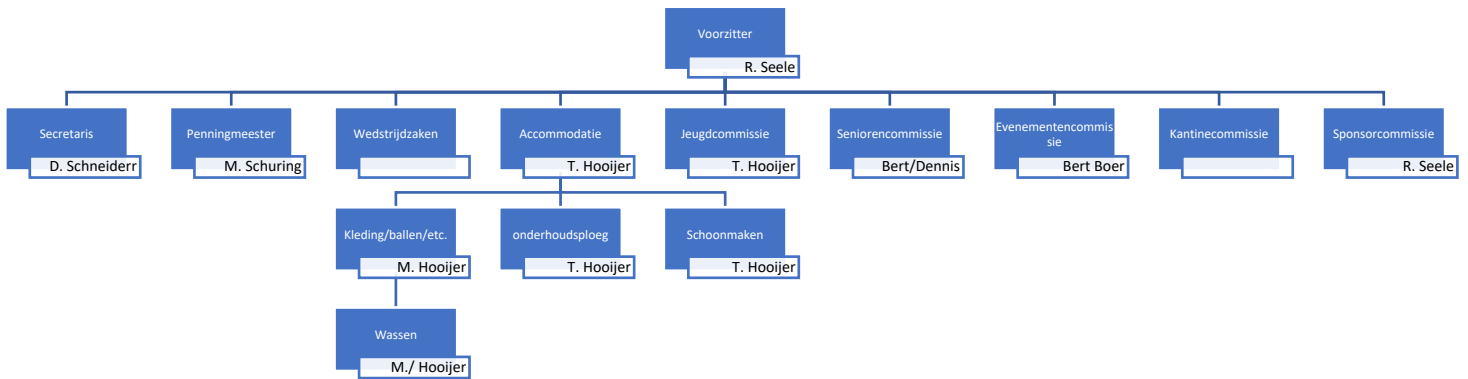 Voorzitter
R. Seele
Secretaris
D. Schneiderr
Penningmeester
M. Schuring
Wedstrijdzaken
Accommodatie
T. Hooijer
Jeugdcommissie
T. Hooijer
Seniorencommissie
Bert/Dennis
Evenementencommis
sie
Bert Boer
Kantinecommissie
Sponsorcommissie
R. Seele
Kleding/ballen/etc.
M. Hooijer
onderhoudsploeg
T. Hooijer
Schoonmaken
T. Hooijer
Wassen
M./ Hooijer